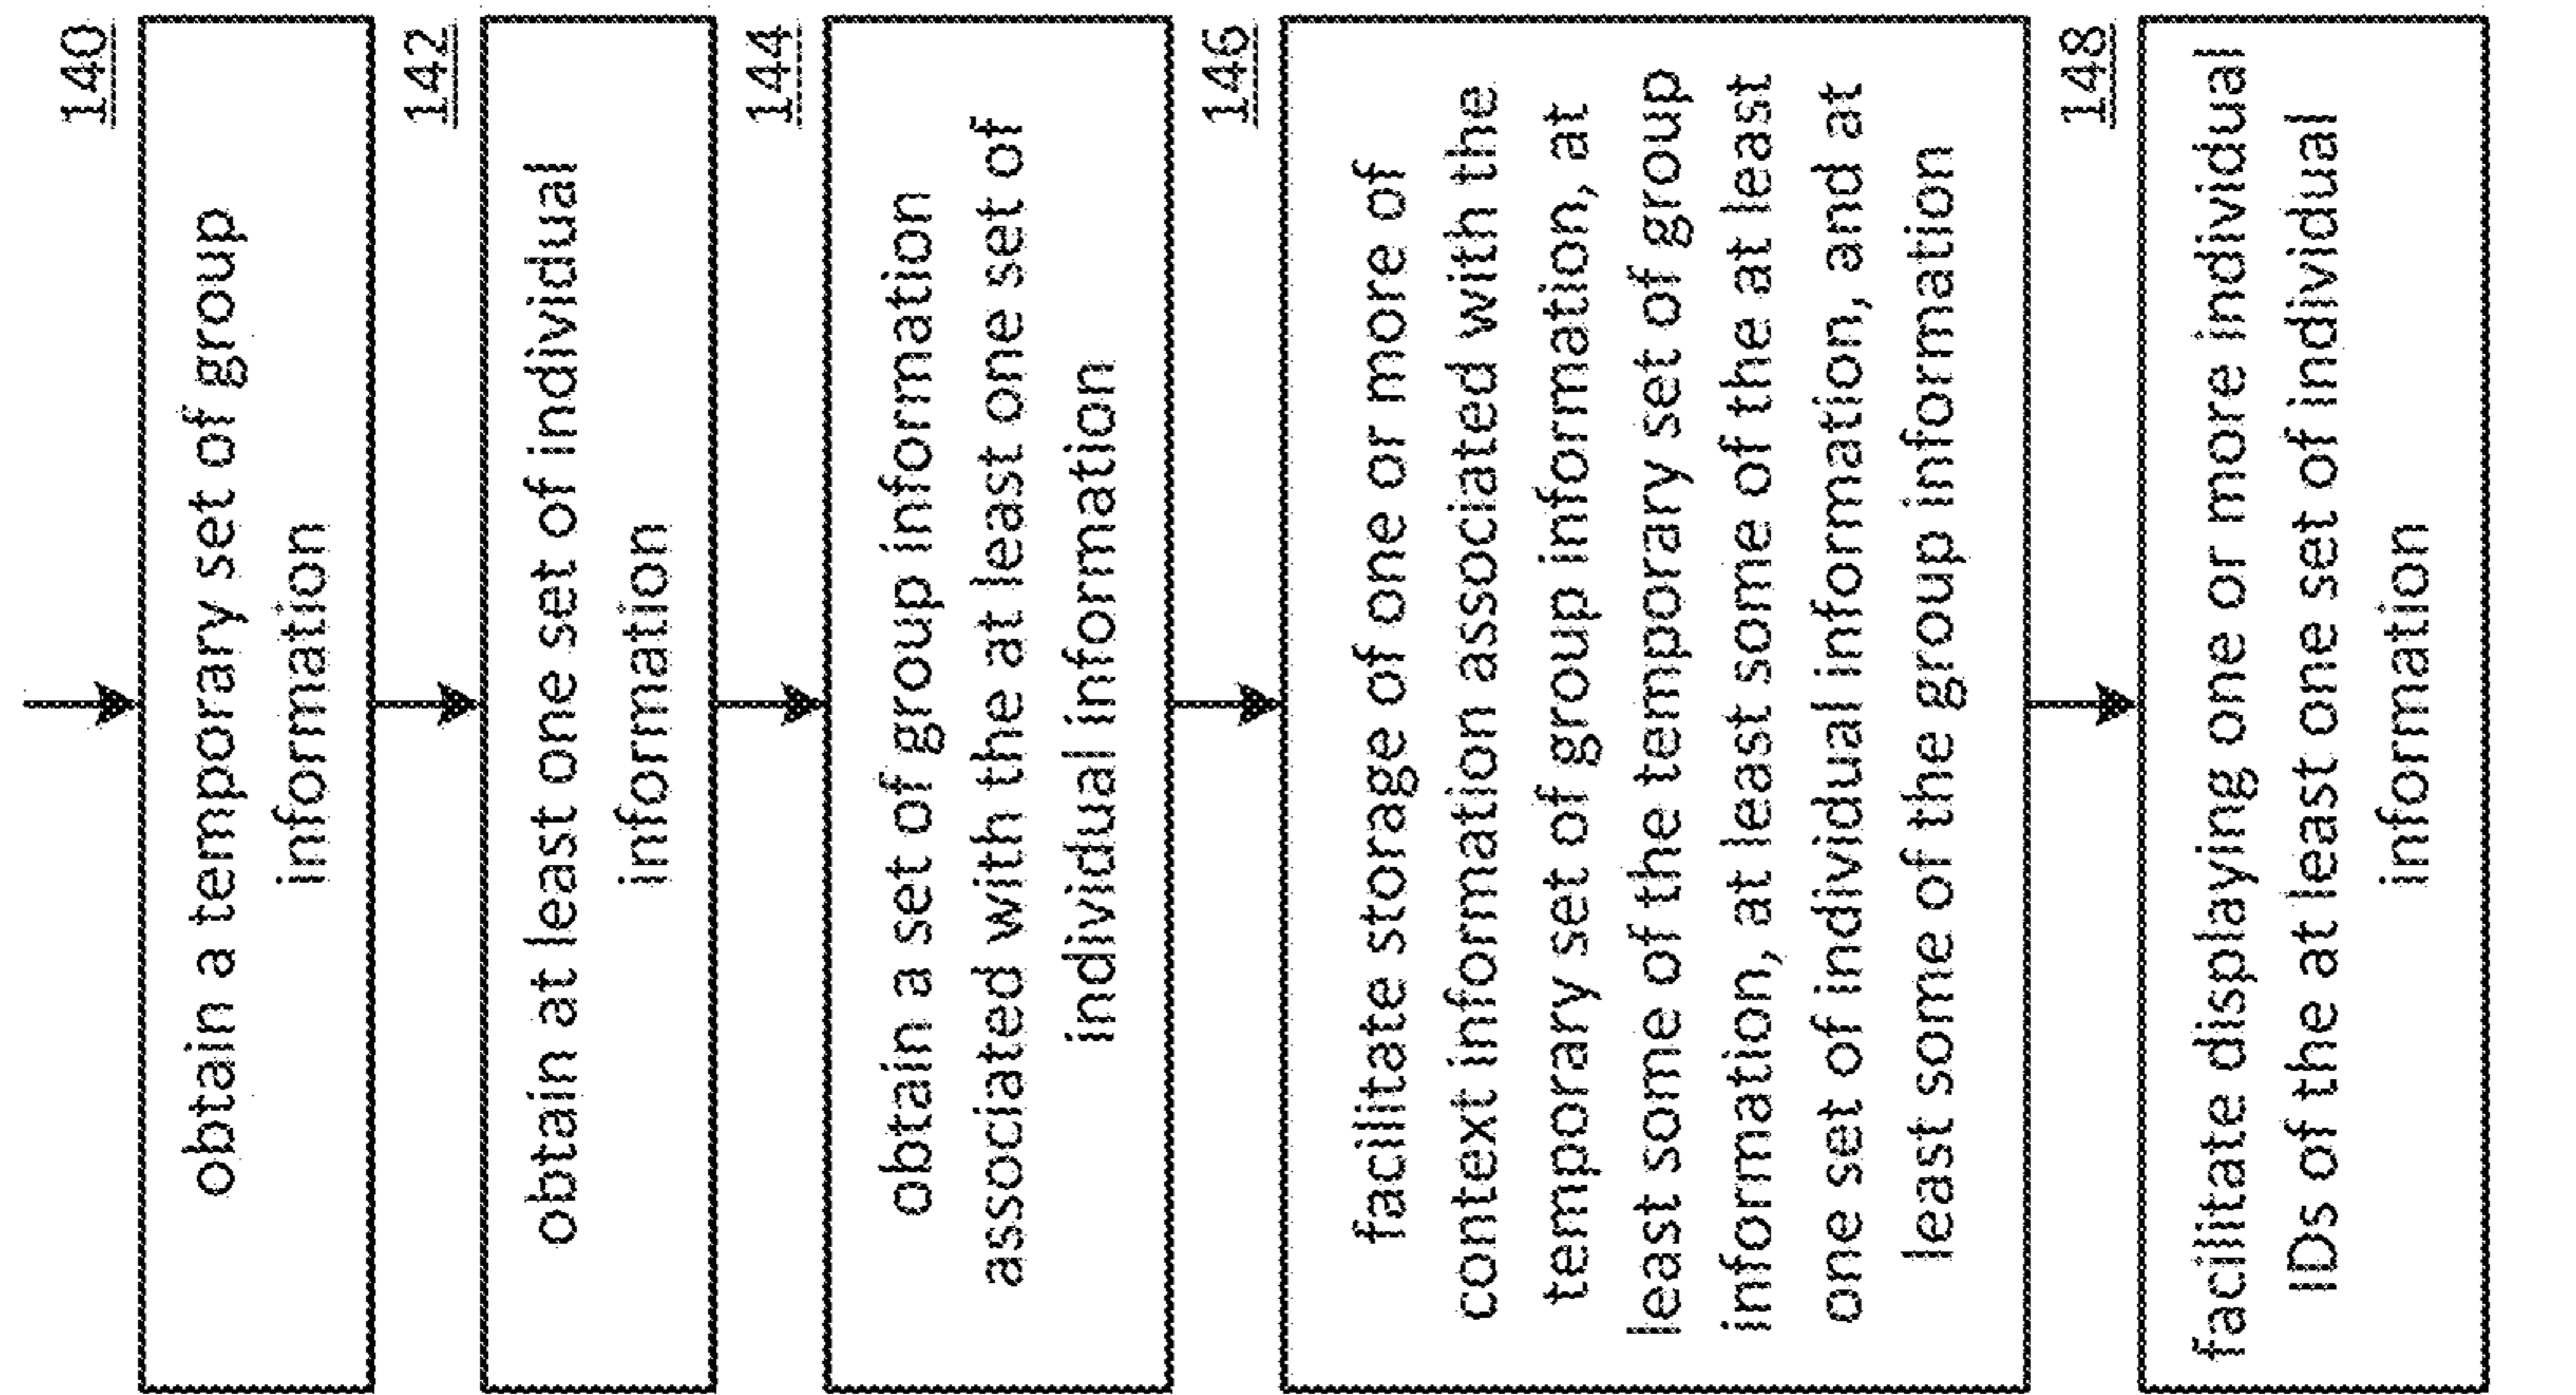 140
obtain a temporary set of group
information
142
obtain at least one set of individual
information
144
obtain a set of group information
associated with the at least one set of
individual information
146
facilitate storage of one or more of
context information associated with the
temporary set of group information, at
least some of the temporary set of group
information, at least some of the at least
one set of individual information, and at
least some of the group information
148
facilitate displaying one or more individual
IDs of the at least one set of individual
information